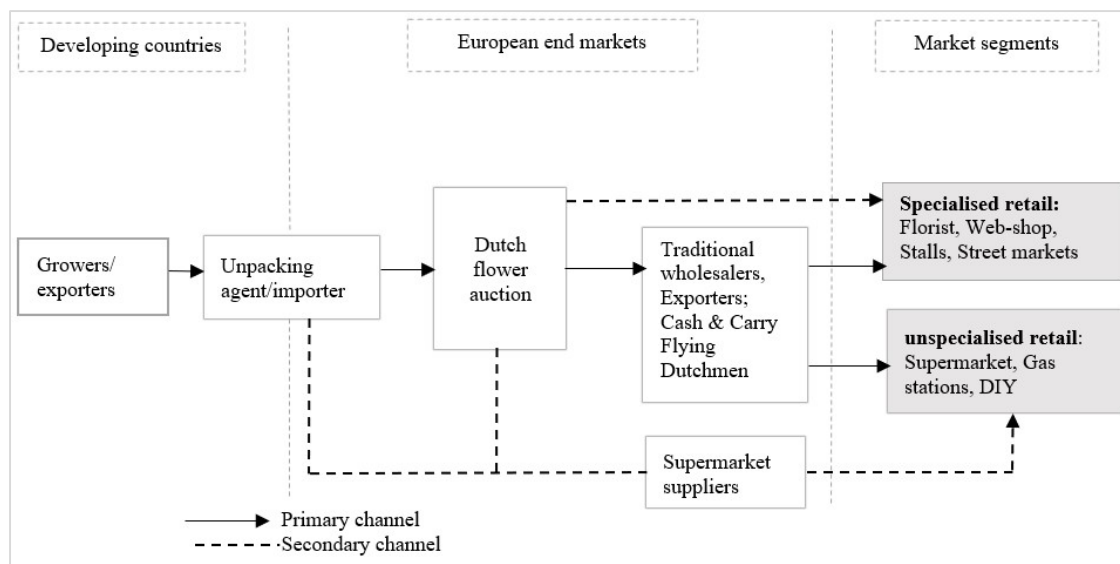 Developing countries
European end markets
Market segments
Growers/
exporters
Unpacking
agent/importer
Dutch
flower
auction
Traditional
wholesalers,
Exporters;
Cash & Carry
Flying
Dutchmen
Specialised retail:
Florist, Web-shop,
Stalls, Street markets
unspecialised retail:
Supermarket, Gas
stations, DIY
Supermarket
suppliers
Primary channel
Secondary channel